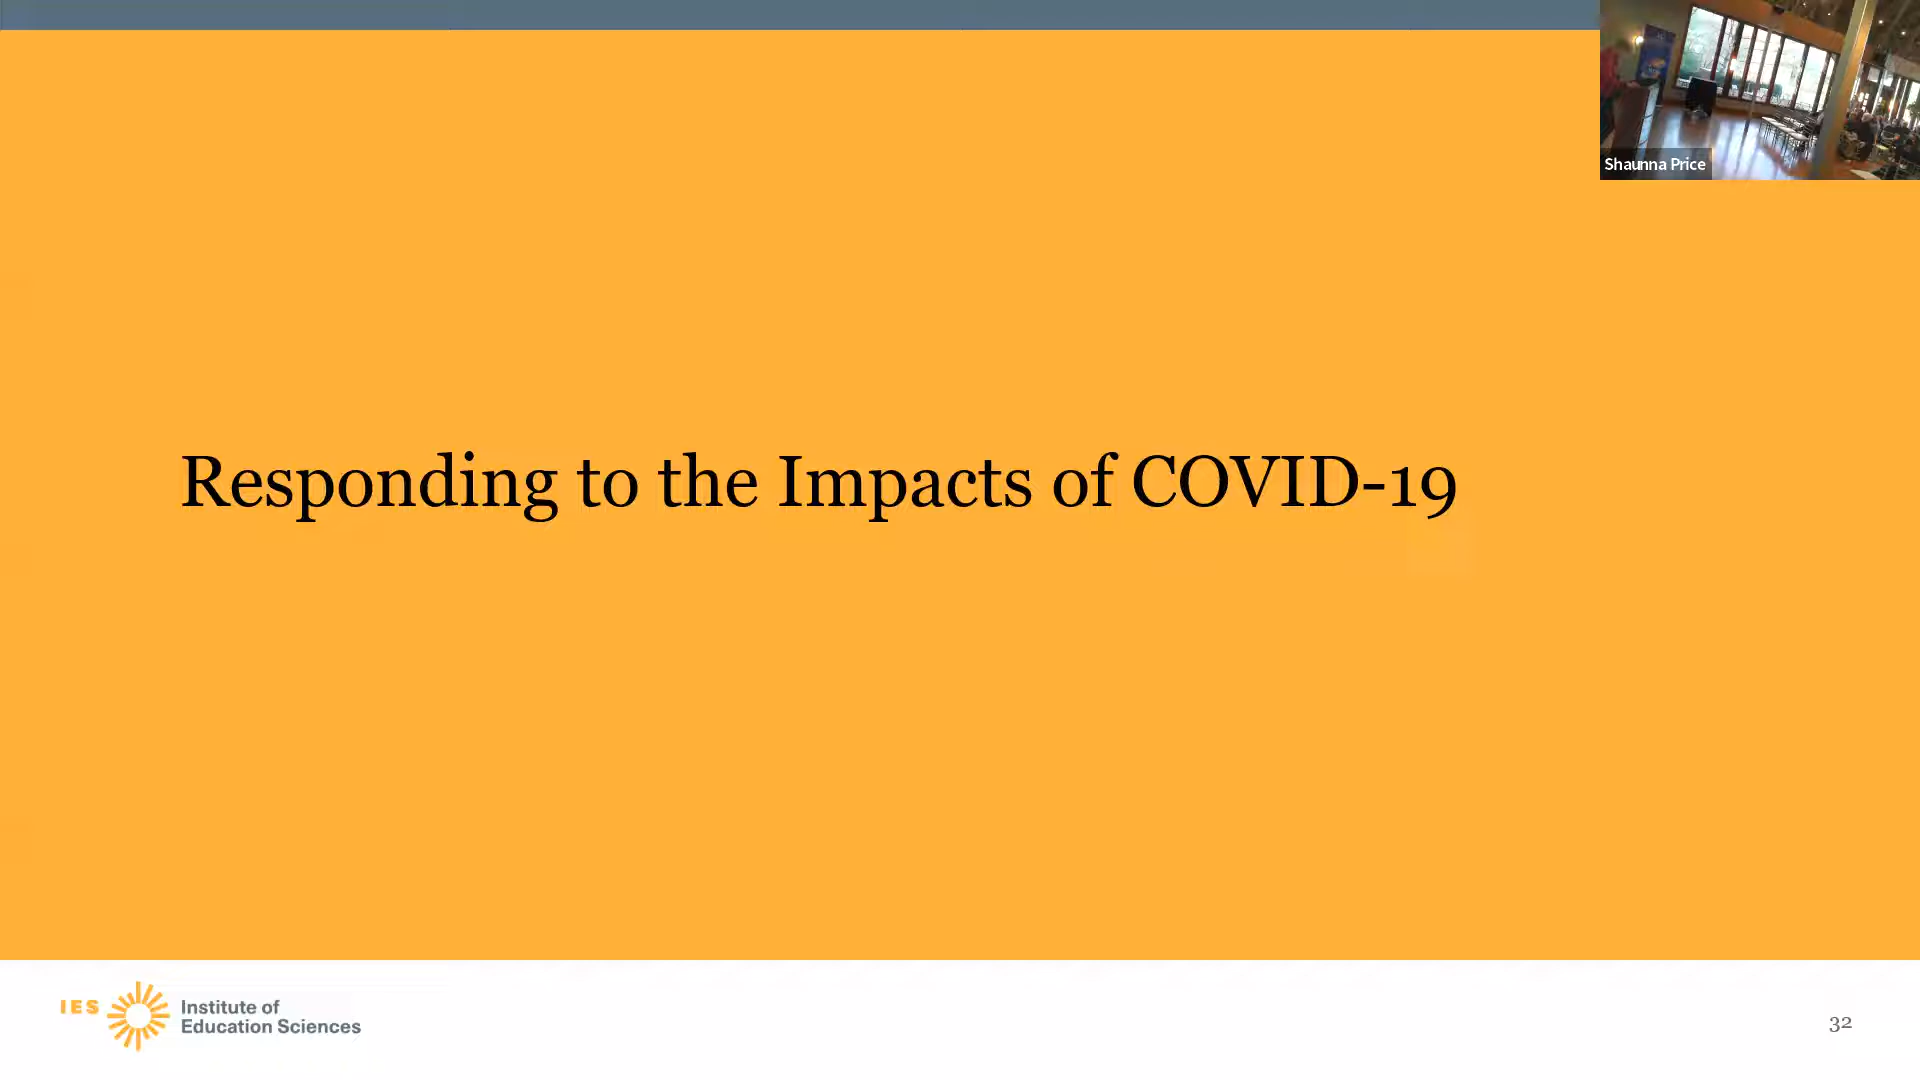 Shaunna Price
Responding to the Impacts of COVID-19
IES
Institute of
Education Sciences
32